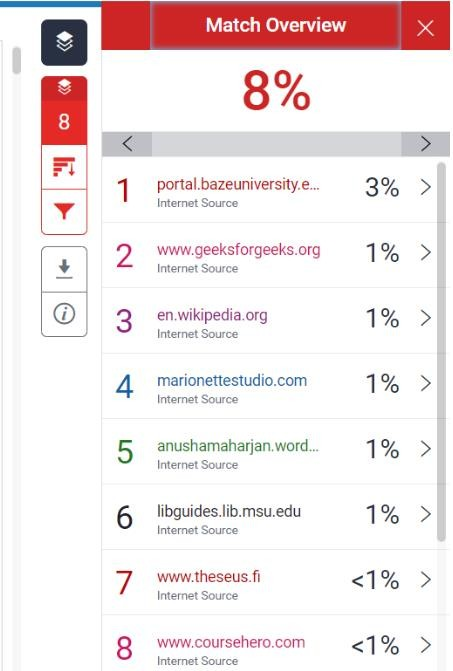 Match Overview
8%
8
1 portal.bazeuniversity.e... 3%
Internet Source
2 www.geeksforgeeks.org 1%
Internet Source
3 en.wikipedia.org 1%
Internet Source
4 marionettestudio.com 1%
Internet Source
5 anushamaharjan.word... 1%
Internet Source
6 libguides.lib.msu.edu 1%
Internet Source
7 www.theseus.fi <1%
Internet Source
8 www.coursehero.com <1%
Internet Source